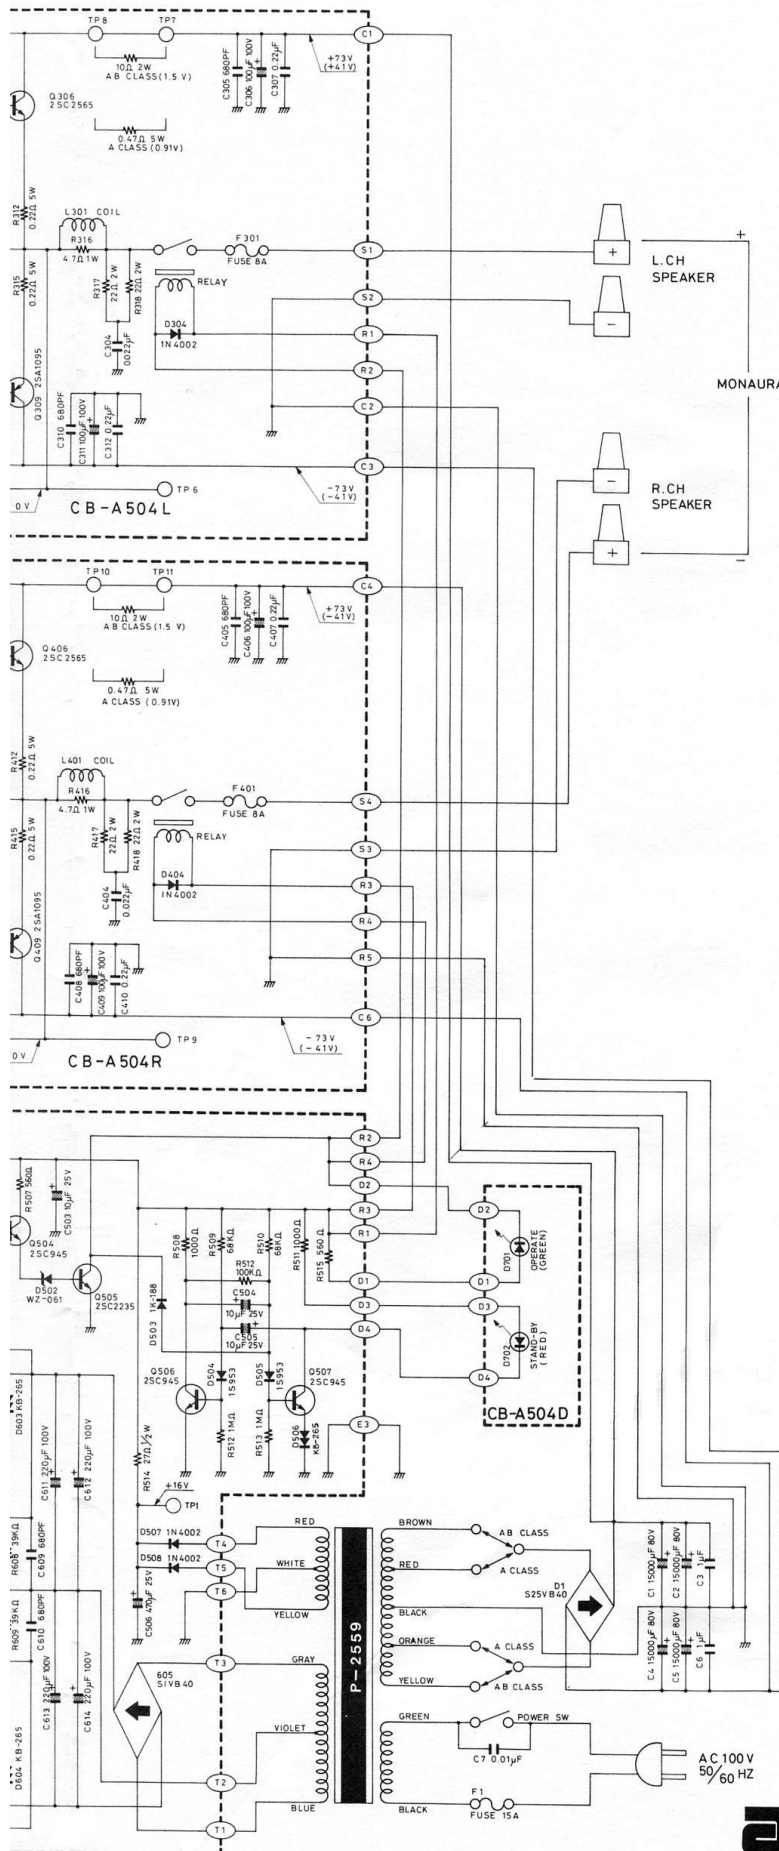 TP8
TP7
C1
10Ω 2W
AB CLASS (1.5 V)
C305 680PF
C306 100μF 100V
C307 0.22μF
+73V
(+41V)
Q306
2SC2565
0.47Ω 5W
A CLASS (0.91V)
R312
0.22Ω 5W
L301 COIL
R316
4.7Ω 1W
F301
FUSE 8A
S1
+
L.CH
SPEAKER
+
R315
0.22Ω 5W
R317
22Ω 2W
R318 22Ω 2W
RELAY
S2
-
D304
1N4002
R1
C304
0.022μF
R2
Q309 2SA1095
C310 680PF
C311 100μF 100V
C312 0.22μF
C2
MONAURA
C3
TP6
-73V
(-41V)
0V
CB-A504L
-
R.CH
SPEAKER
+
-
TP10
TP11
C4
10Ω 2W
AB CLASS (1.5 V)
C405 680PF
C406 100μF 100V
C407 0.22μF
+73V
(-41V)
Q406
2SC2565
0.47Ω 5W
A CLASS (0.91V)
R412
0.22Ω 5W
L401 COIL
R416
4.7Ω 1W
F401
FUSE 8A
S4
R415
0.22Ω 5W
R417
22Ω 2W
R418 22Ω 2W
RELAY
S3
D404
1N4002
R3
C404
0.022μF
R4
Q409 2SA1095
C408 680PF
C409 100μF 100V
C410 0.22μF
R5
C6
TP9
-73V
(-41V)
0V
CB-A504R
R2
R4
D2
R507 560Ω
C503 10μF 25V
R3
R1
D2
Q504
2SC945
R508
1000Ω
R509
68KΩ
R510
68KΩ
R511 1000Ω
R515 560Ω
D701
OPERATE
(GREEN)
R512
100KΩ
D502
WZ-061
Q505
2SC2235
D503 1K-188
C504
10μF 25V
C505
10μF 25V
D1
D1
D3
D3
D4
D702
STAND-BY
(RED)
D4
Q506
2SC945
D504
1S953
D505
1S953
Q507
2SC945
CB-A504D
D603 KB-265
R512 1MΩ
R513 1MΩ
D506
KB-265
E3
C611 220μF 100V
C612 220μF 100V
R514 27Ω 1/2W
+16V
TP1
R608 39KΩ
C609 680PF
D507 1N4002
D508 1N4002
T4
T5
T6
RED
WHITE
YELLOW
BROWN
AB CLASS
RED
A CLASS
BLACK
ORANGE
A CLASS
YELLOW
AB CLASS
D1
S25VB40
C1 15000μF 80V
C2 15000μF 80V
C3 1μF
R609 39KΩ
C610 680PF
C506 470μF 25V
C4 15000μF 80V
C5 15000μF 80V
C6 1μF
P-2559
T3
GRAY
605
S1VB40
C613 220μF 100V
C614 220μF 100V
VIOLET
GREEN
POWER SW
C7 0.01μF
AC 100V
50/60 HZ
D604 KB-265
T2
BLUE
T1
BLACK
F1
FUSE 15A